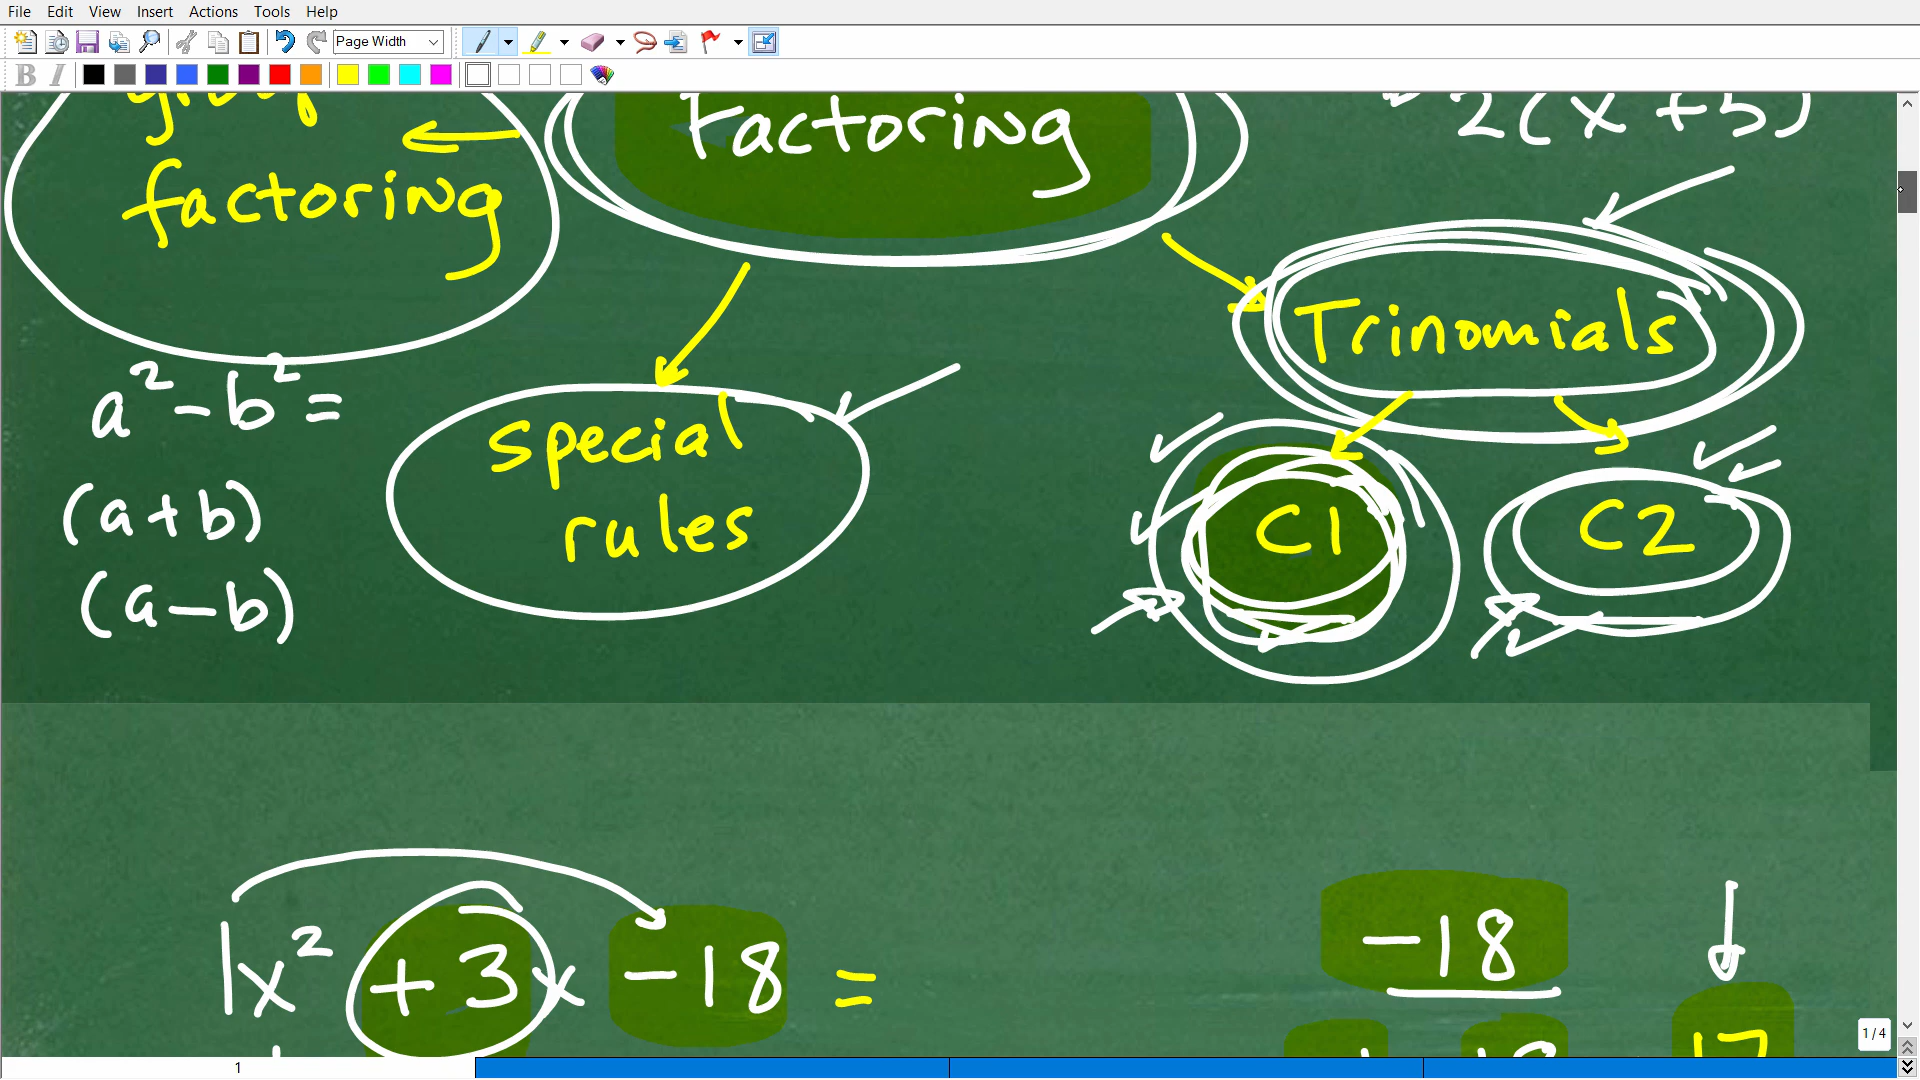 File Edit View Insert Actions Tools Help
Page Width
B I
factoring
Factoring
2(x+5)
Trinomials
a²-b²=
(a+b)
(a-b)
special
rules
C1
C2
1x² +3x -18 =
-18
17
1/4
1